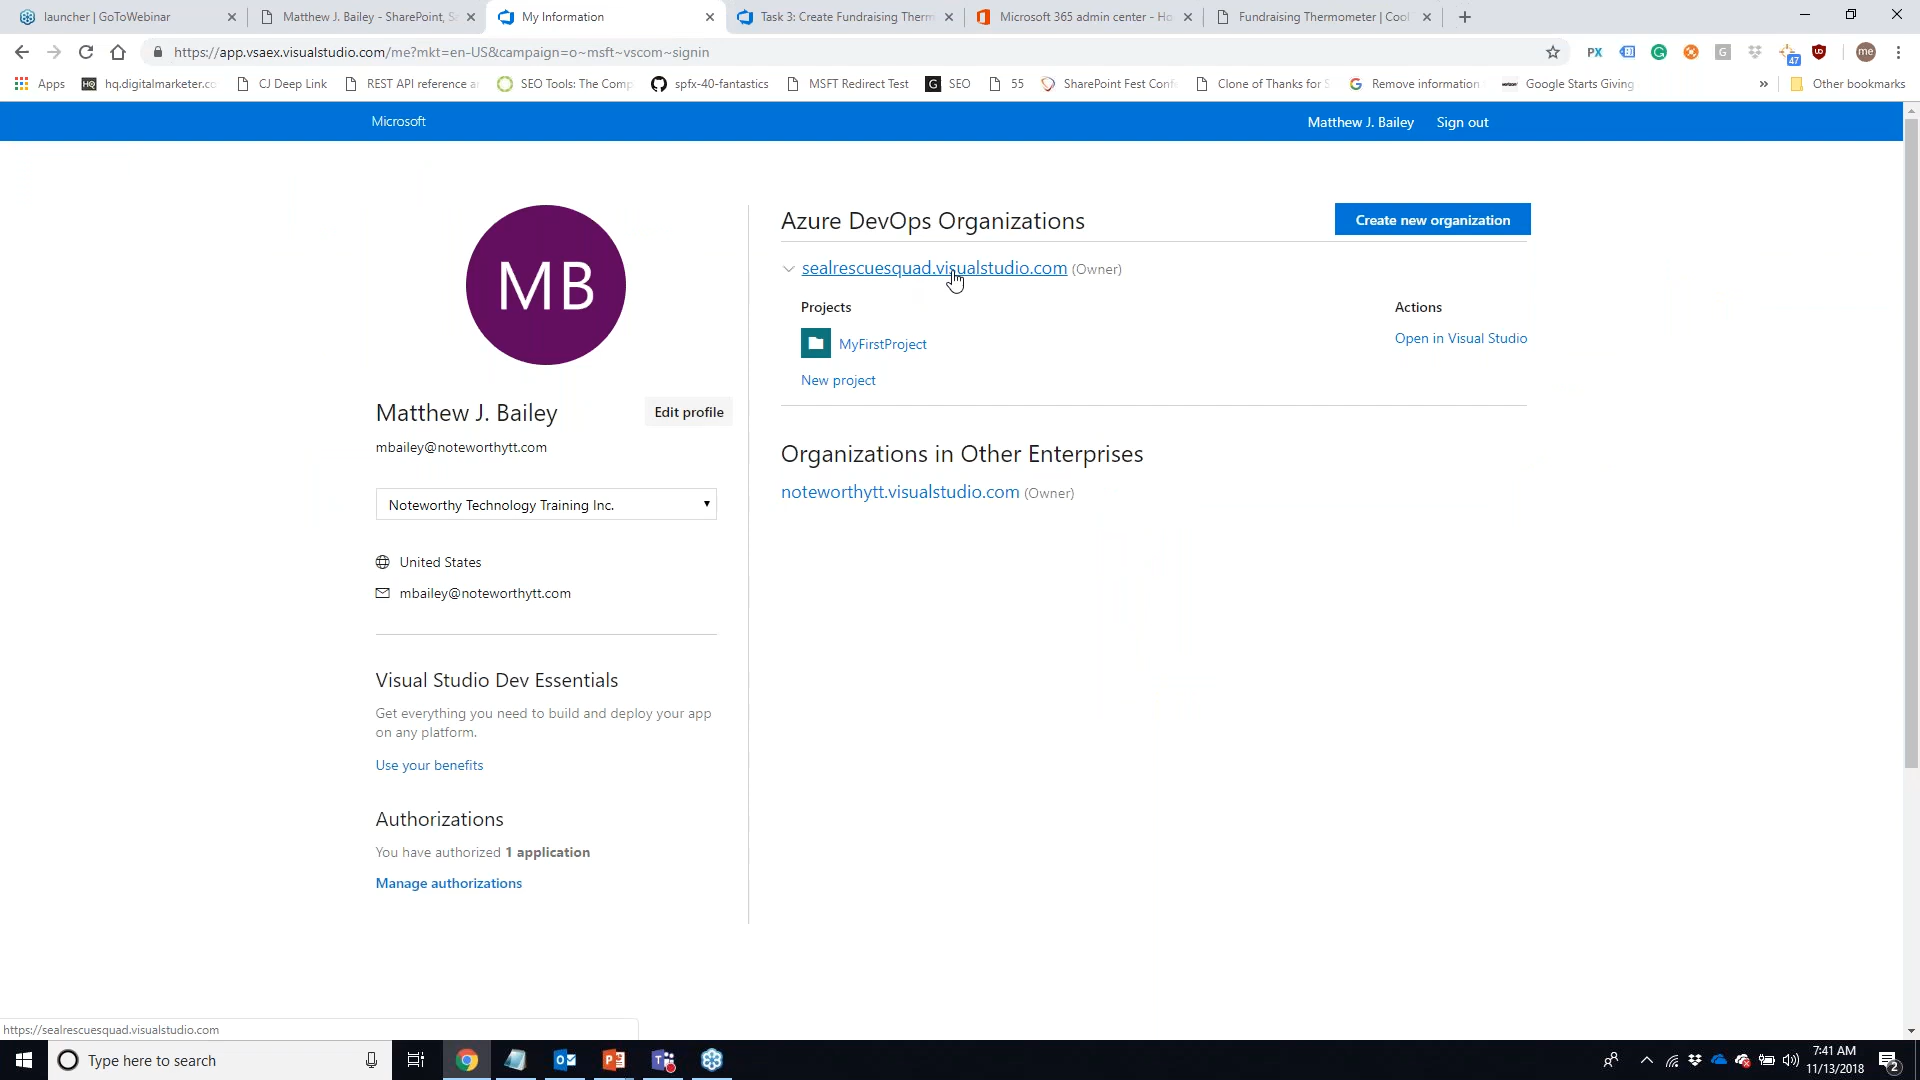 launcher | GoToWebinar
Matthew J. Bailey - SharePoint, S
My Information
Task 3: Create Fundraising Therm
Microsoft 365 admin center - Ho
Fundraising Thermometer | Cool
https://app.vsaex.visualstudio.com/me?mkt=en-US&campaign=o~msft~vscom~signin
PX
G
47
me
Apps
HQ hq.digitalmarketer.co
CJ Deep Link
REST API reference a
SEO Tools: The Comp
spfx-40-fantastics
MSFT Redirect Test
G SEO
55
SharePoint Fest Conf
Clone of Thanks for S
G Remove information
Google Starts Giving
»
Other bookmarks
Microsoft
Matthew J. Bailey
Sign out
MB
Azure DevOps Organizations
Create new organization
sealrescuesquad.visualstudio.com (Owner)
Projects
Actions
MyFirstProject
Open in Visual Studio
New project
Matthew J. Bailey
Edit profile
mbailey@noteworthytt.com
Noteworthy Technology Training Inc.
United States
mbailey@noteworthytt.com
Organizations in Other Enterprises
noteworthytt.visualstudio.com (Owner)
Visual Studio Dev Essentials
Get everything you need to build and deploy your app
on any platform.
Use your benefits
Authorizations
You have authorized 1 application
Manage authorizations
https://sealrescuesquad.visualstudio.com
Type here to search
7:41 AM
11/13/2018
2